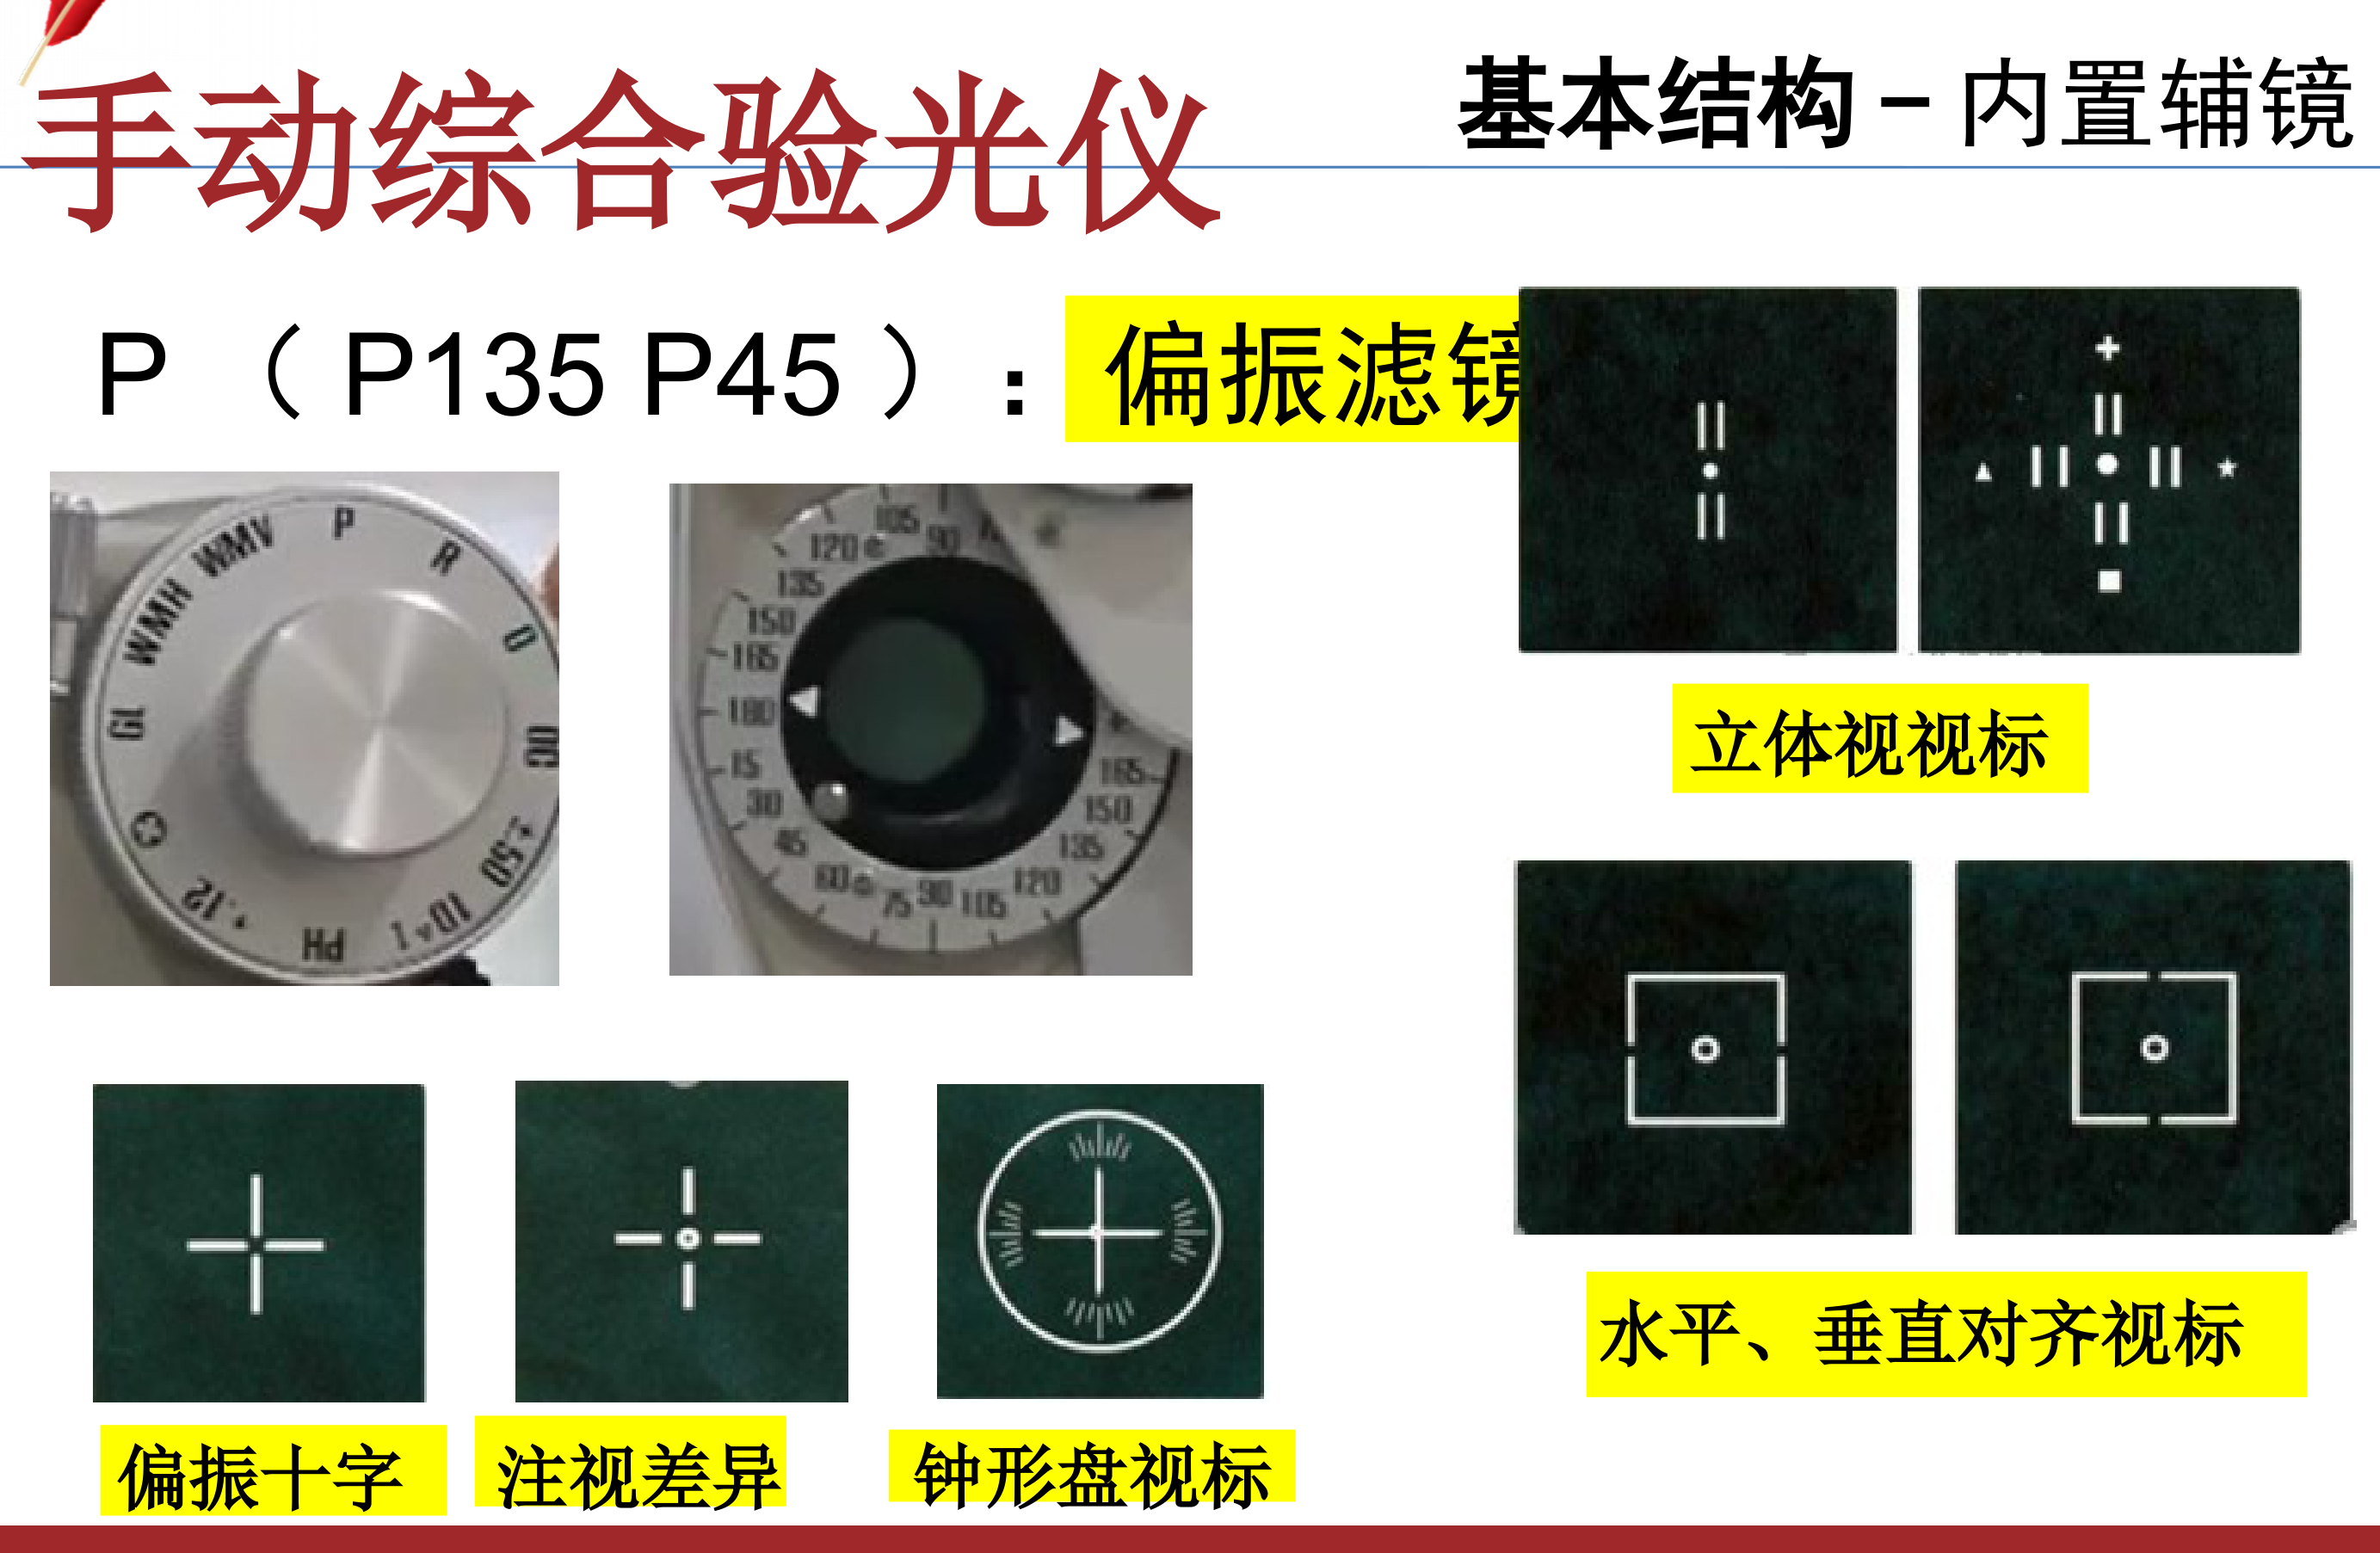 手动综合验光仪
基本结构－内置辅镜
P （ P135 P45 ） ： 偏振滤镜
P
R
O
OC
±.50
10△I
PH
+.12
GL
WMH
WMV
105
90
120
135
150
165
180
15
30
45
60
75
90
105
120
135
150
165
立体视视标
水平、垂直对齐视标
偏振十字
注视差异
钟形盘视标